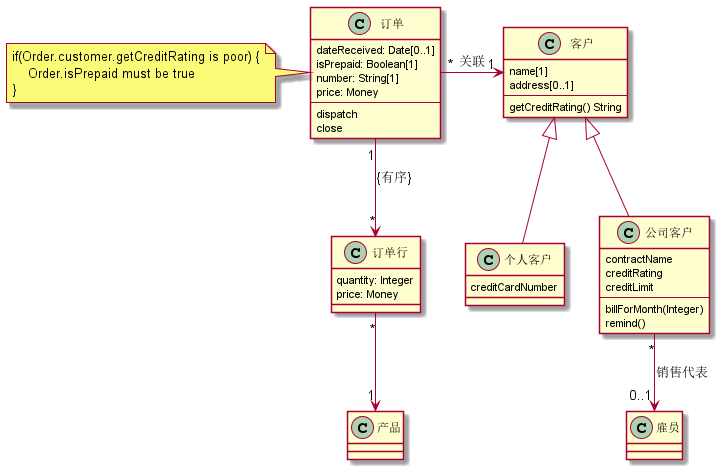 if(Order.customer.getCreditRating is poor) {
Order.isPrepaid must be true
}
C 订单
dateReceived: Date[0..1]
isPrepaid: Boolean[1]
number: String[1]
price: Money
dispatch
close
* 关联 1
C 客户
name[1]
address[0..1]
getCreditRating() String
1
{有序}
*
C 订单行
quantity: Integer
price: Money
C 个人客户
creditCardNumber
C 公司客户
contractName
creditRating
creditLimit
billForMonth(Integer)
remind()
*
1
*
销售代表
0..1
C 产品
C 雇员